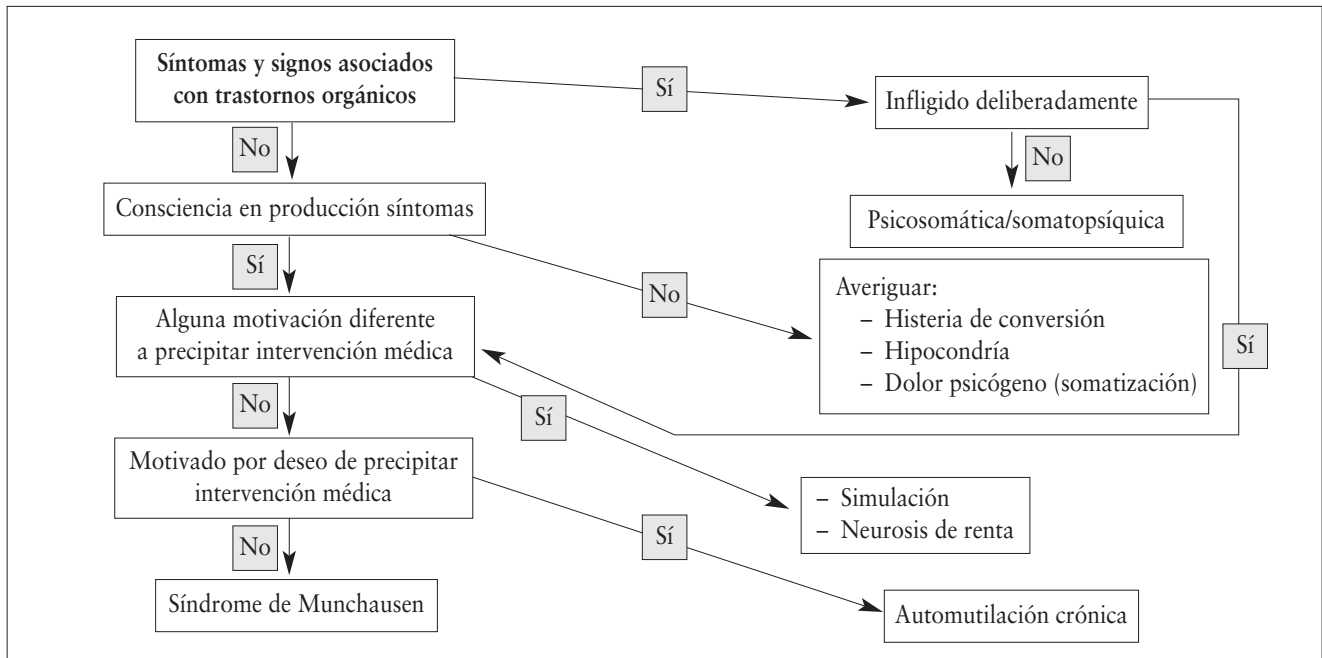 Síntomas y signos asociados
con trastornos orgánicos
Sí
Infligido deliberadamente
No
No
Consciencia en producción síntomas
Psicosomática/somatopsíquica
Sí
No
Averiguar:
– Histeria de conversión
– Hipocondría
– Dolor psicógeno (somatización)
Sí
Alguna motivación diferente
a precipitar intervención médica
No
Sí
Motivado por deseo de precipitar
intervención médica
– Simulación
– Neurosis de renta
No
Sí
Síndrome de Munchausen
Automutilación crónica